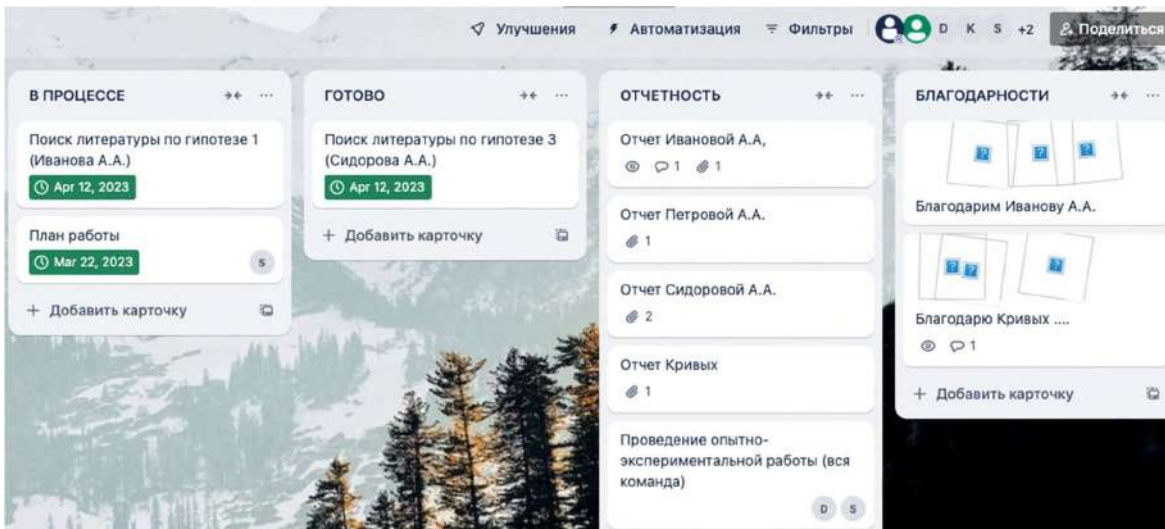 Улучшения Автоматизация Фильтры D K S +2 Поделиться
В ПРОЦЕССЕ
Поиск литературы по гипотезе 1
(Иванова А.А.)
Apr 12, 2023
План работы
Mar 22, 2023
S
+ Добавить карточку
ГОТОВО
Поиск литературы по гипотезе 3
(Сидорова А.А.)
Apr 12, 2023
+ Добавить карточку
ОТЧЕТНОСТЬ
Отчет Ивановой А.А,
1 1
Отчет Петровой А.А.
1
Отчет Сидоровой А.А.
2
Отчет Кривых
1
Проведение опытно-
экспериментальной работы (вся
команда)
D S
БЛАГОДАРНОСТИ
? ? ?
Благодарим Иванову А.А.
? ? ?
Благодарю Кривых ....
1
+ Добавить карточку